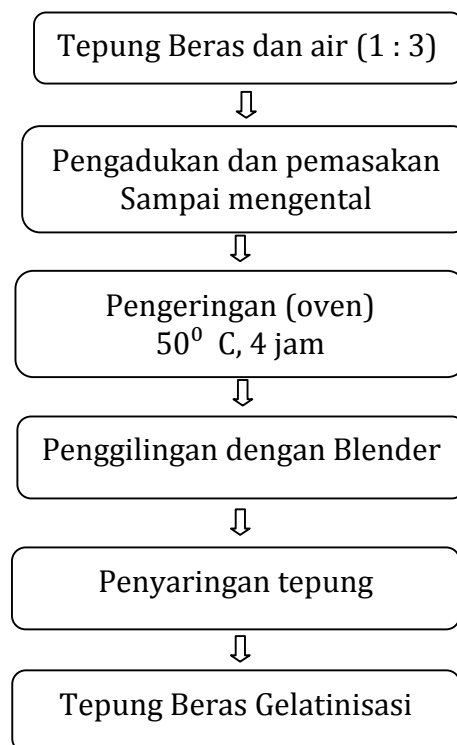 Tepung Beras dan air (1 : 3)
Pengadukan dan pemasakan
Sampai mengental
Pengeringan (oven)
50⁰ C, 4 jam
Penggilingan dengan Blender
Penyaringan tepung
Tepung Beras Gelatinisasi